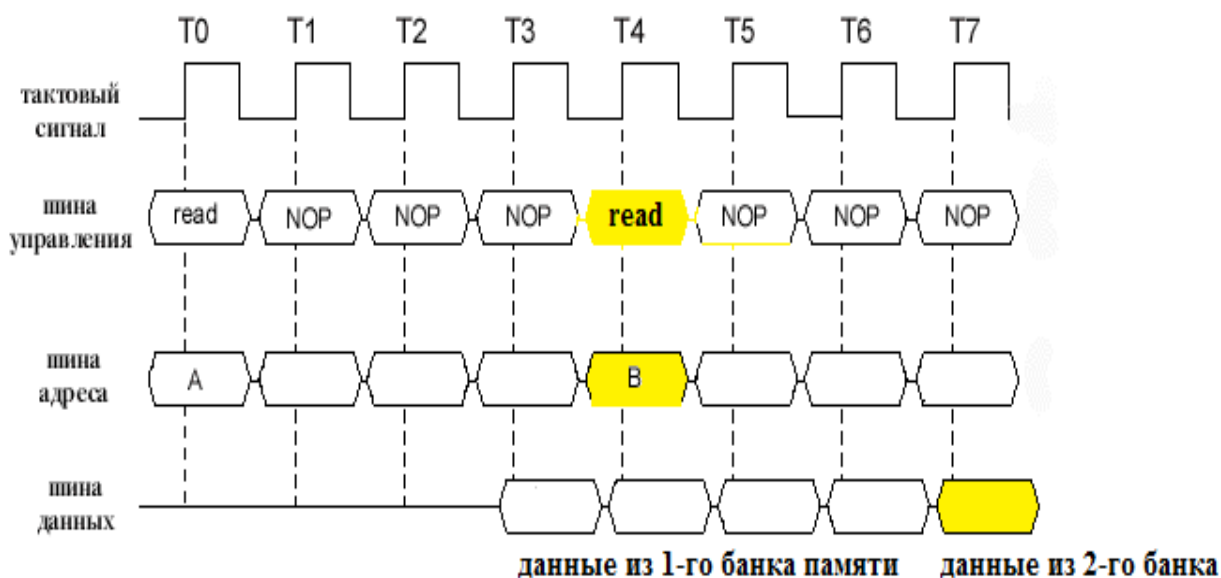 T0 T1 T2 T3 T4 T5 T6 T7
тактовый
сигнал
шина
управления
read NOP NOP NOP read NOP NOP NOP
шина
адреса
A B
шина
данных
данные из 1-го банка памяти данные из 2-го банка